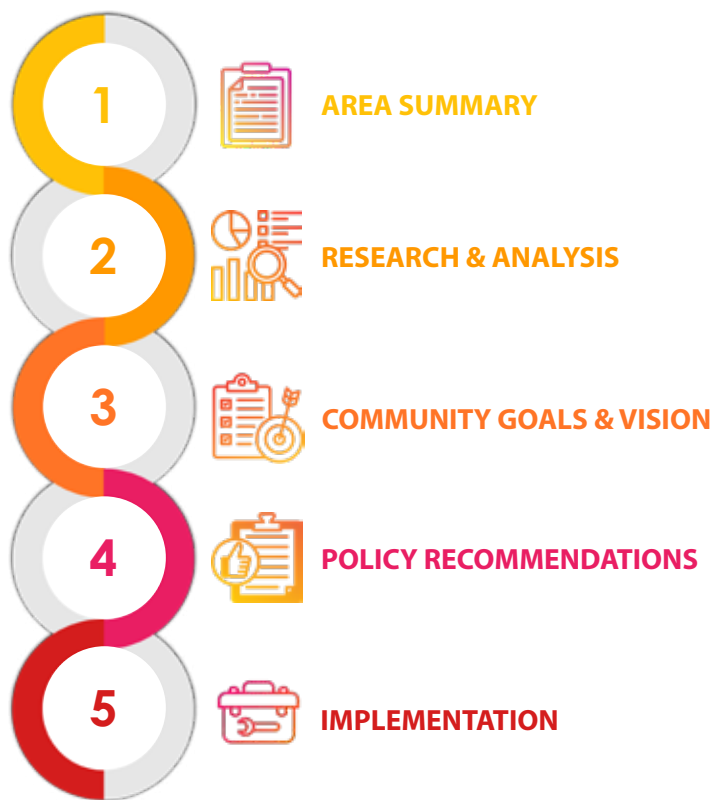 1
AREA SUMMARY
2
RESEARCH & ANALYSIS
3
COMMUNITY GOALS & VISION
4
POLICY RECOMMENDATIONS
5
IMPLEMENTATION